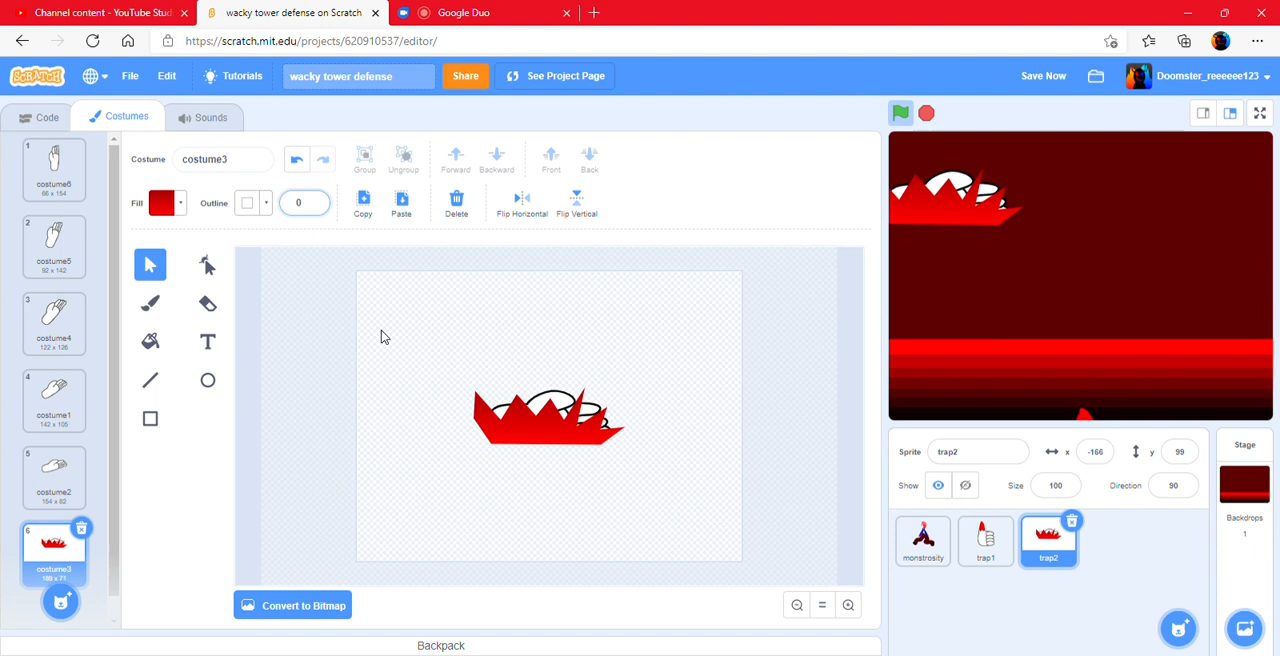 Channel content - YouTube Stud
wacky tower defense on Scratch
Google Duo
https://scratch.mit.edu/projects/620910537/editor/
SCRATCH
File
Edit
Tutorials
wacky tower defense
Share
See Project Page
Save Now
Doomster_reeeeee123
Code
Costumes
Sounds
Costume
costume3
Group
Ungroup
Forward
Backward
Front
Back
Fill
Outline
0
Copy
Paste
Delete
Flip Horizontal
Flip Vertical
1
costume6
66 x 154
2
costume5
92 x 142
3
costume4
122 x 126
4
costume1
142 x 105
5
costume2
154 x 62
6
costume3
Convert to Bitmap
Backpack
Sprite
trap2
x
-166
y
99
Show
Size
100
Direction
90
Stage
monstrosity
trap1
trap2
Backdrops
1